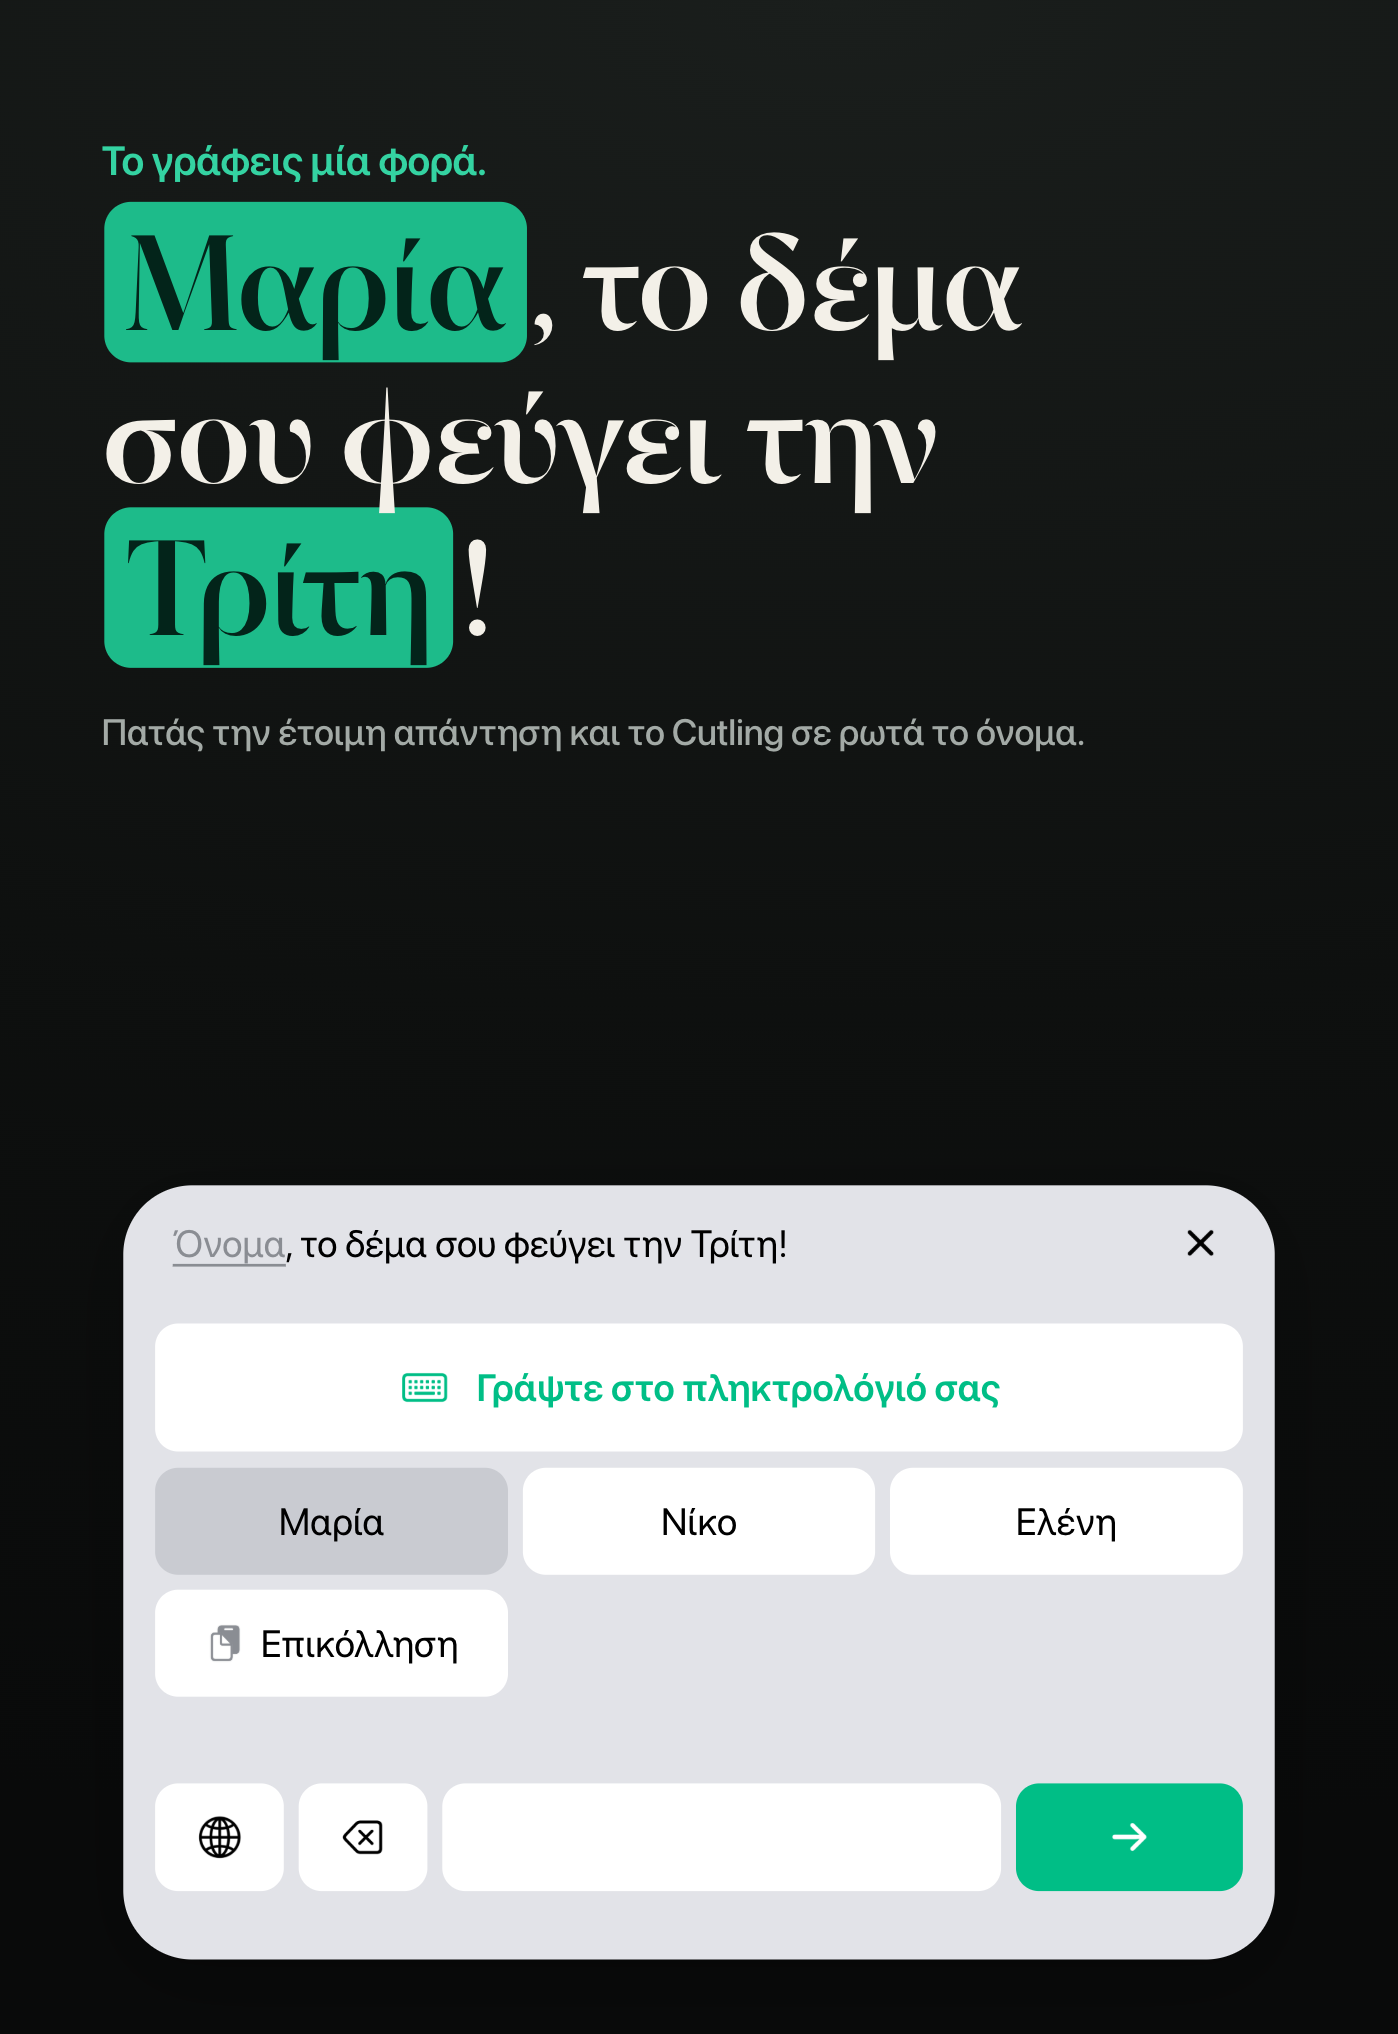 Το γράφεις μία φορά.
Μαρία, το δέμα
σου φεύγει την
Τρίτη!
Πατάς την έτοιμη απάντηση και το Cutling σε ρωτά το όνομα.
Όνομα, το δέμα σου φεύγει την Τρίτη!
Γράψτε στο πληκτρολόγιό σας
Μαρία
Νίκο
Ελένη
Επικόλληση